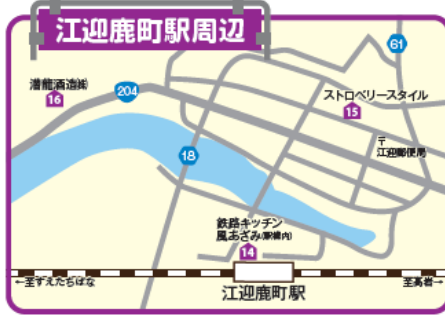 江迎鹿町駅周辺
61
潜龍酒造㈱
16
204
ストロベリースタイル
15
〒
江迎郵便局
18
鉄路キッチン
風あざみ(駅構内)
14
←至すえたちばな
至高岩→
江迎鹿町駅